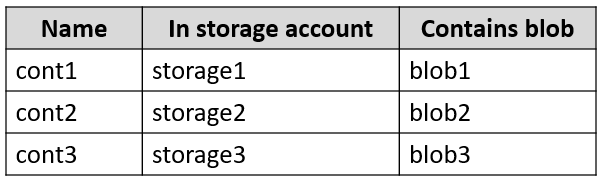 Name In storage account Contains blob
cont1 storage1 blob1
cont2 storage2 blob2
cont3 storage3 blob3